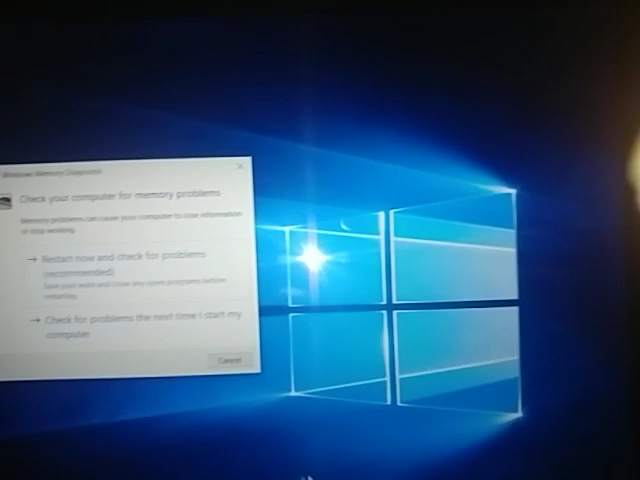 Windows Memory Diagnostic
Check your computer for memory problems
Memory problems can cause your computer to lose information
or stop working.
→ Restart now and check for problems
(recommended)
Save your work and close any open programs before
restarting.
→ Check for problems the next time I start my
computer
Cancel